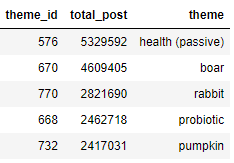 theme_id total_post theme
576 5329592 health (passive)
670 4609405 boar
770 2821690 rabbit
668 2462718 probiotic
732 2417031 pumpkin